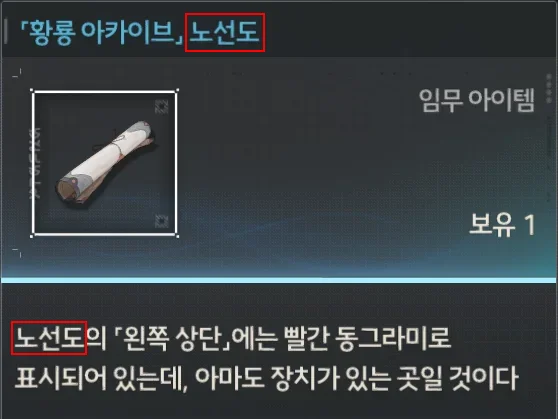 「황룡 아카이브」 노선도
임무 아이템
보유 1
노선도의 「왼쪽 상단」에는 빨간 동그라미로
표시되어 있는데, 아마도 장치가 있는 곳일 것이다